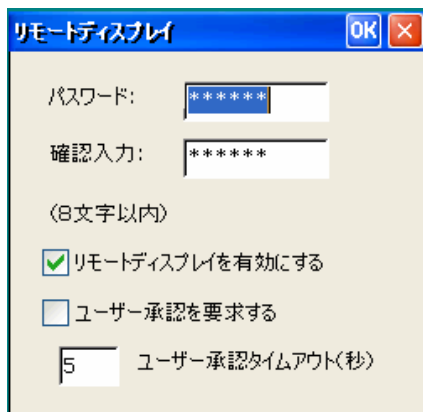 リモートディスプレイ OK
パスワード: ******
確認入力: ******
(8文字以内)
リモートディスプレイを有効にする
ユーザー承認を要求する
5 ユーザー承認タイムアウト(秒)